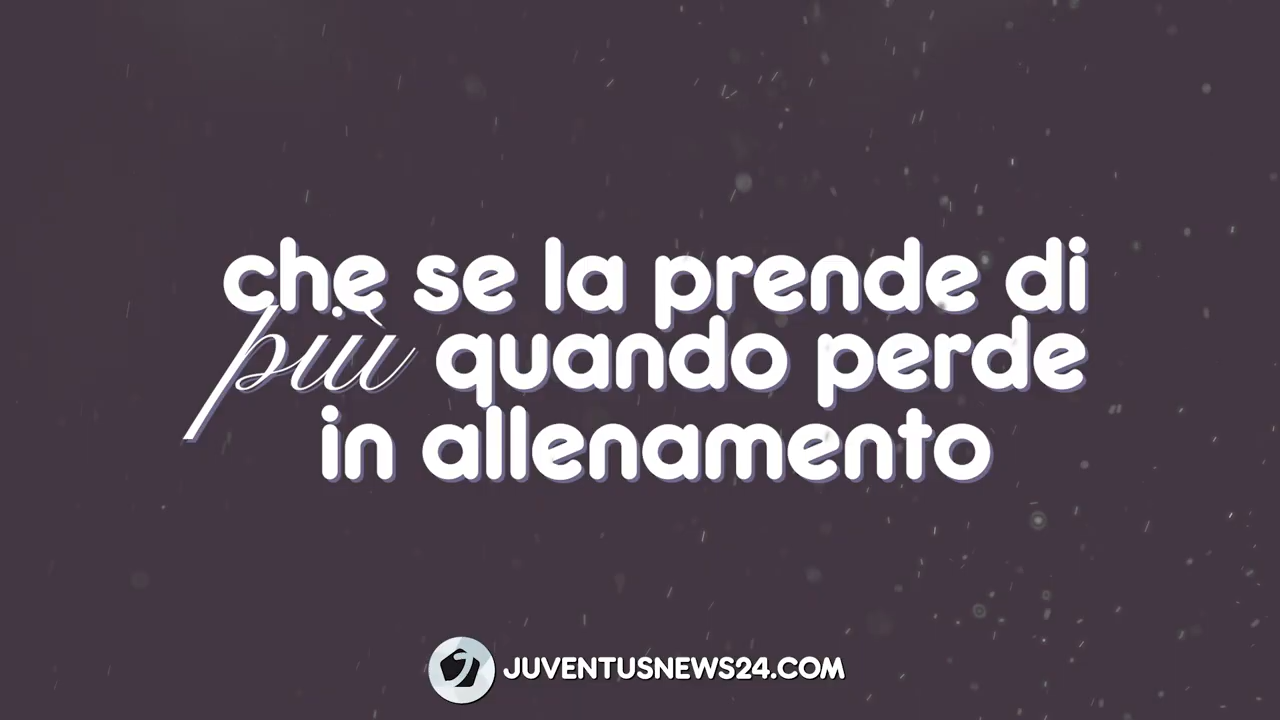 che se la prende di
più quando perde
in allenamento
JUVENTUSNEWS24.COM